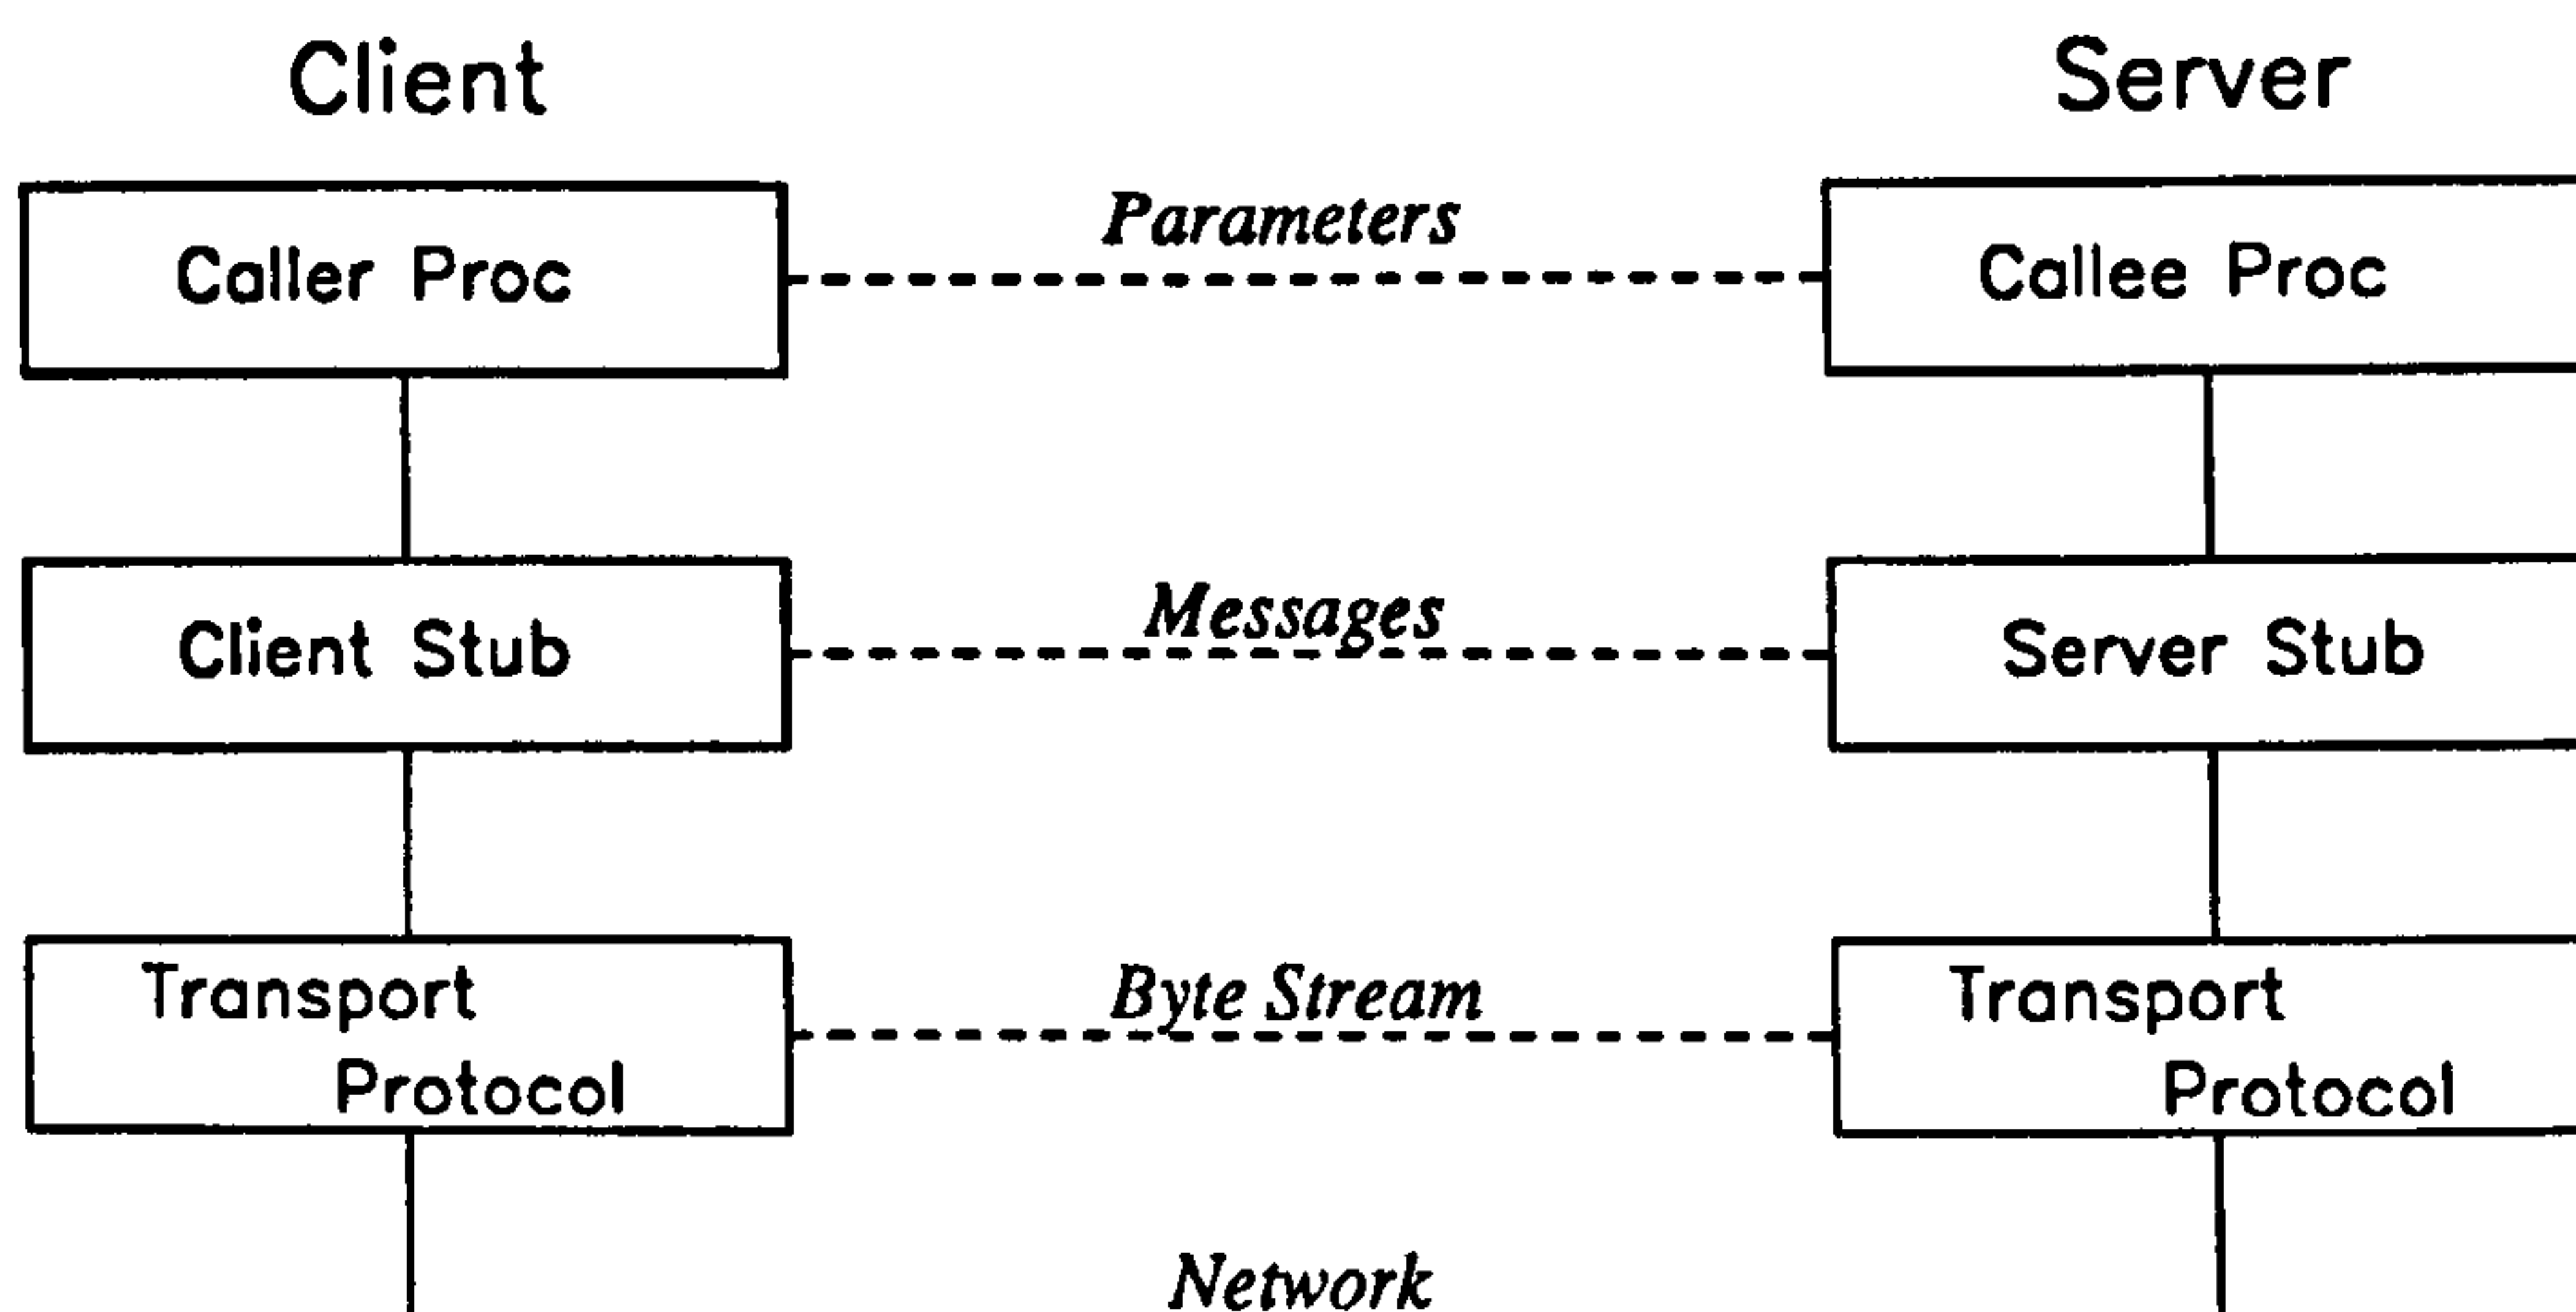 Client
Server
Parameters
Caller Proc
Callee Proc
Messages
Client Stub
Server Stub
Byte Stream
Transport
Protocol
Transport
Protocol
Network